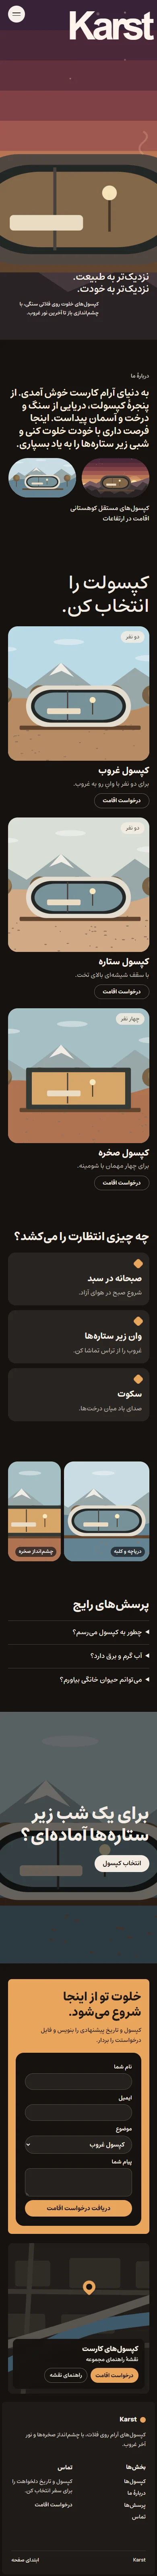 Karst
نزدیک‌تر به طبیعت.
نزدیک‌تر به خودت.
کپسول‌های خلوت روی فلاتی سنگی، با
چشم‌اندازی باز تا آخرین نور غروب.
دربارهٔ ما
به دنیای آرام کارست خوش آمدی. از
پنجرهٔ کپسولت، دریایی از سنگ و
درخت و آسمان پیداست. اینجا
فرصت داری با خودت خلوت کنی و
شبی زیر ستاره‌ها را به یاد بسپاری.
کپسول‌های مستقل کوهستانی
اقامت در ارتفاعات
کپسولت را
انتخاب کن.
دو نفر
کپسول غروب
برای دو نفر با وانِ رو به غروب.
درخواست اقامت
دو نفر
کپسول ستاره
با سقف شیشه‌ای بالای تخت.
درخواست اقامت
چهار نفر
کپسول صخره
برای چهار مهمان با شومینه.
درخواست اقامت
چه چیزی انتظارت را می‌کشد؟
صبحانه در سبد
شروع صبح در هوای آزاد.
وان زیر ستاره‌ها
غروب را از تراس تماشا کن.
سکوت
صدای باد میان درخت‌ها.
دریاچه و کلبه
چشم‌انداز صخره
پرسش‌های رایج
چطور به کپسول می‌رسم؟
آب گرم و برق دارد؟
می‌توانم حیوان خانگی بیاورم؟
برای یک شب زیر
ستاره‌ها آماده‌ای؟
انتخاب کپسول
خلوت تو از اینجا
شروع می‌شود.
کپسول و تاریخ پیشنهادی را بنویس و فایل
درخواستت را بردار.
نام شما
ایمیل
موضوع
کپسول غروب
پیام شما
دریافت درخواست اقامت
کپسول‌های کارست
نقشهٔ راهنمای مجموعه
درخواست اقامت
راهنمای نقشه
Karst
کپسول‌های آرام روی فلات، با چشم‌انداز صخره‌ها و نور
آخر غروب.
بخش‌ها
کپسول‌ها
دربارهٔ ما
پرسش‌ها
تماس
تماس
کپسول و تاریخ دلخواهت را
برای سفر انتخاب کن.
درخواست اقامت
Karst
ابتدای صفحه